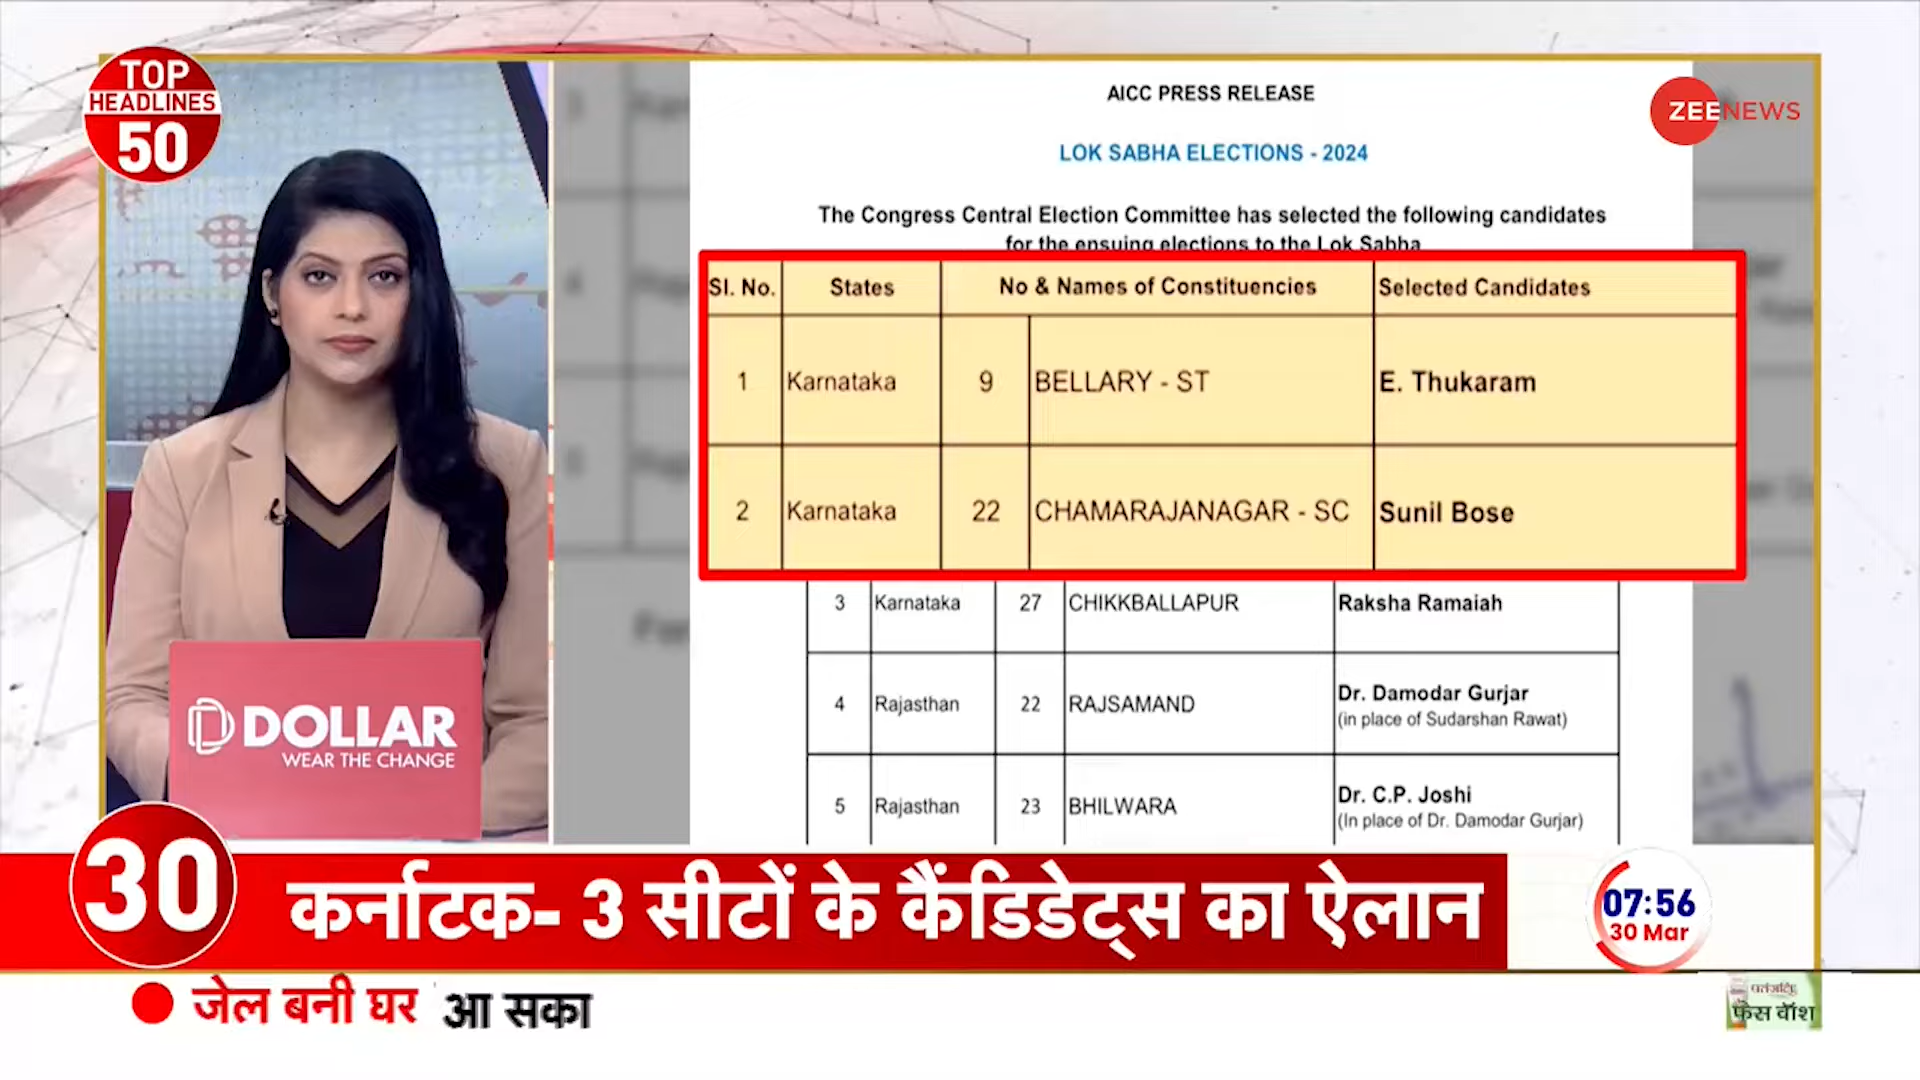 TOP
HEADLINES
50
ZEE NEWS
AICC PRESS RELEASE
LOK SABHA ELECTIONS - 2024
The Congress Central Election Committee has selected the following candidates
for the ensuing elections to the Lok Sabha
Sl. No. States No & Names of Constituencies Selected Candidates
1 Karnataka 9 BELLARY - ST E. Thukaram
2 Karnataka 22 CHAMARAJANAGAR - SC Sunil Bose
3 Karnataka 27 CHIKKBALLAPUR Raksha Ramaiah
4 Rajasthan 22 RAJSAMAND Dr. Damodar Gurjar
(in place of Sudarshan Rawat)
5 Rajasthan 23 BHILWARA Dr. C.P. Joshi
(In place of Dr. Damodar Gurjar)
DOLLAR
WEAR THE CHANGE
30 कर्नाटक- 3 सीटों के कैंडिडेट्स का ऐलान
07:56
30 Mar
जेल बनी घर आ सका
पतंजलि
फेस वॉश